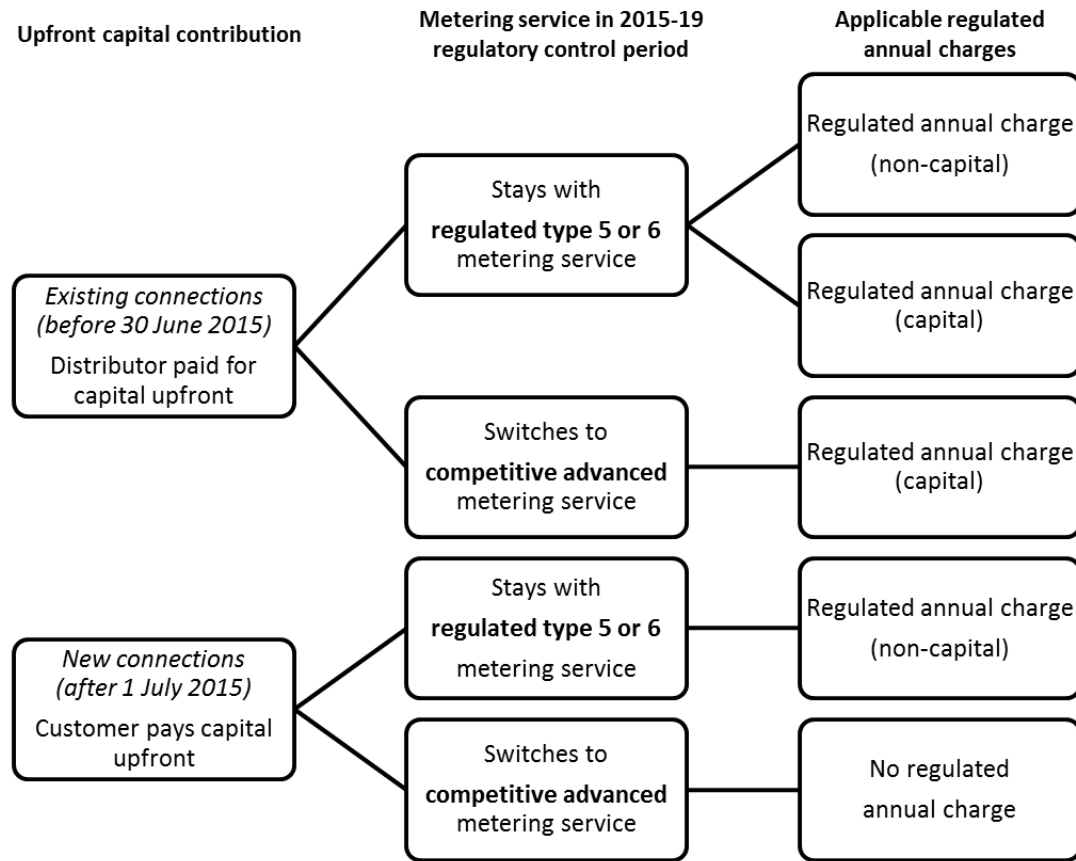 Upfront capital contribution
Metering service in 2015-19
regulatory control period
Applicable regulated
annual charges
Existing connections
(before 30 June 2015)
Distributor paid for
capital upfront
Stays with
regulated type 5 or 6
metering service
Regulated annual charge
(non-capital)
Regulated annual charge
(capital)
Switches to
competitive advanced
metering service
Regulated annual charge
(capital)
New connections
(after 1 July 2015)
Customer pays capital
upfront
Stays with
regulated type 5 or 6
metering service
Regulated annual charge
(non-capital)
Switches to
competitive advanced
metering service
No regulated
annual charge